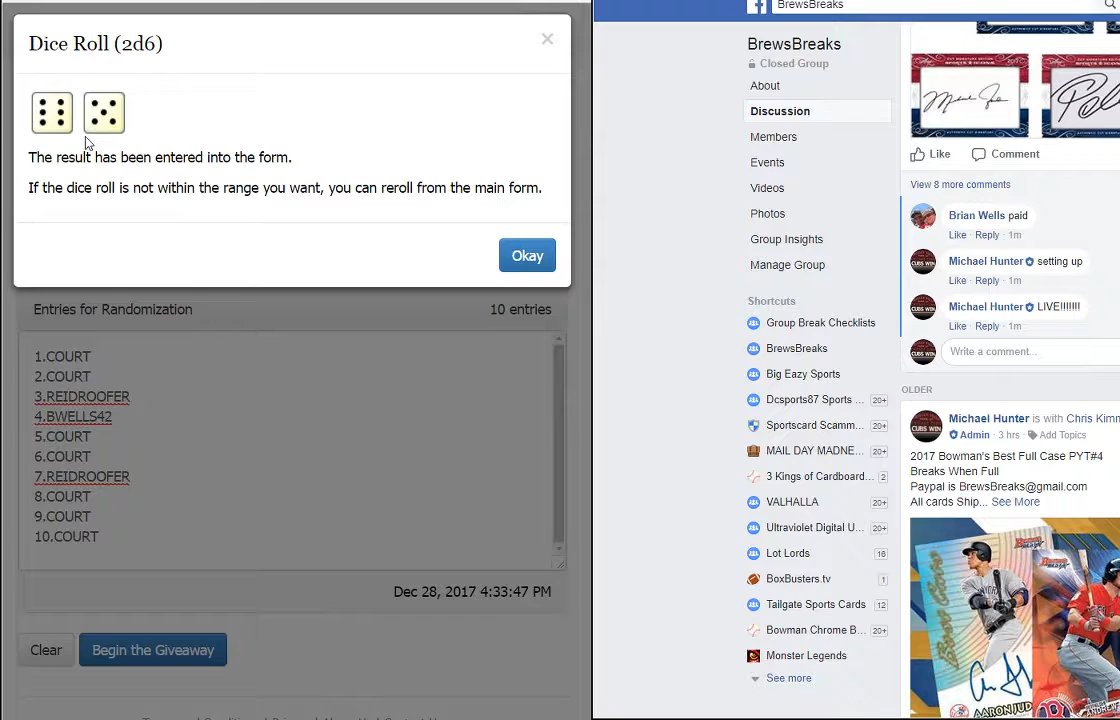 Dice Roll (2d6)
×
The result has been entered into the form.
If the dice roll is not within the range you want, you can reroll from the main form.
Okay
Entries for Randomization 10 entries
1.COURT
2.COURT
3.REIDROOFER
4.BWELLS42
5.COURT
6.COURT
7.REIDROOFER
8.COURT
9.COURT
10.COURT
Dec 28, 2017 4:33:47 PM
Clear
Begin the Giveaway
BrewsBreaks
BrewsBreaks
Closed Group
About
Discussion
Members
Events
Videos
Photos
Group Insights
Manage Group
Shortcuts
Group Break Checklists
BrewsBreaks
Big Eazy Sports
Dcsports87 Sports ... 20+
Sportscard Scamm... 20+
MAIL DAY MADNE... 20+
3 Kings of Cardboard... 2
VALHALLA 20+
Ultraviolet Digital U... 20+
Lot Lords 16
BoxBusters.tv 1
Tailgate Sports Cards 12
Bowman Chrome B... 20+
Monster Legends
See more
Like Comment
View 8 more comments
Brian Wells paid
Like · Reply · 1m
Michael Hunter setting up
Like · Reply · 1m
Michael Hunter LIVE!!!!!!!
Like · Reply · 1m
Write a comment...
OLDER
Michael Hunter is with Chris Kimm
Admin · 3 hrs · Add Topics
2017 Bowman's Best Full Case PYT#4
Breaks When Full
Paypal is BrewsBreaks@gmail.com
All cards Ship... See More
AARON JUD